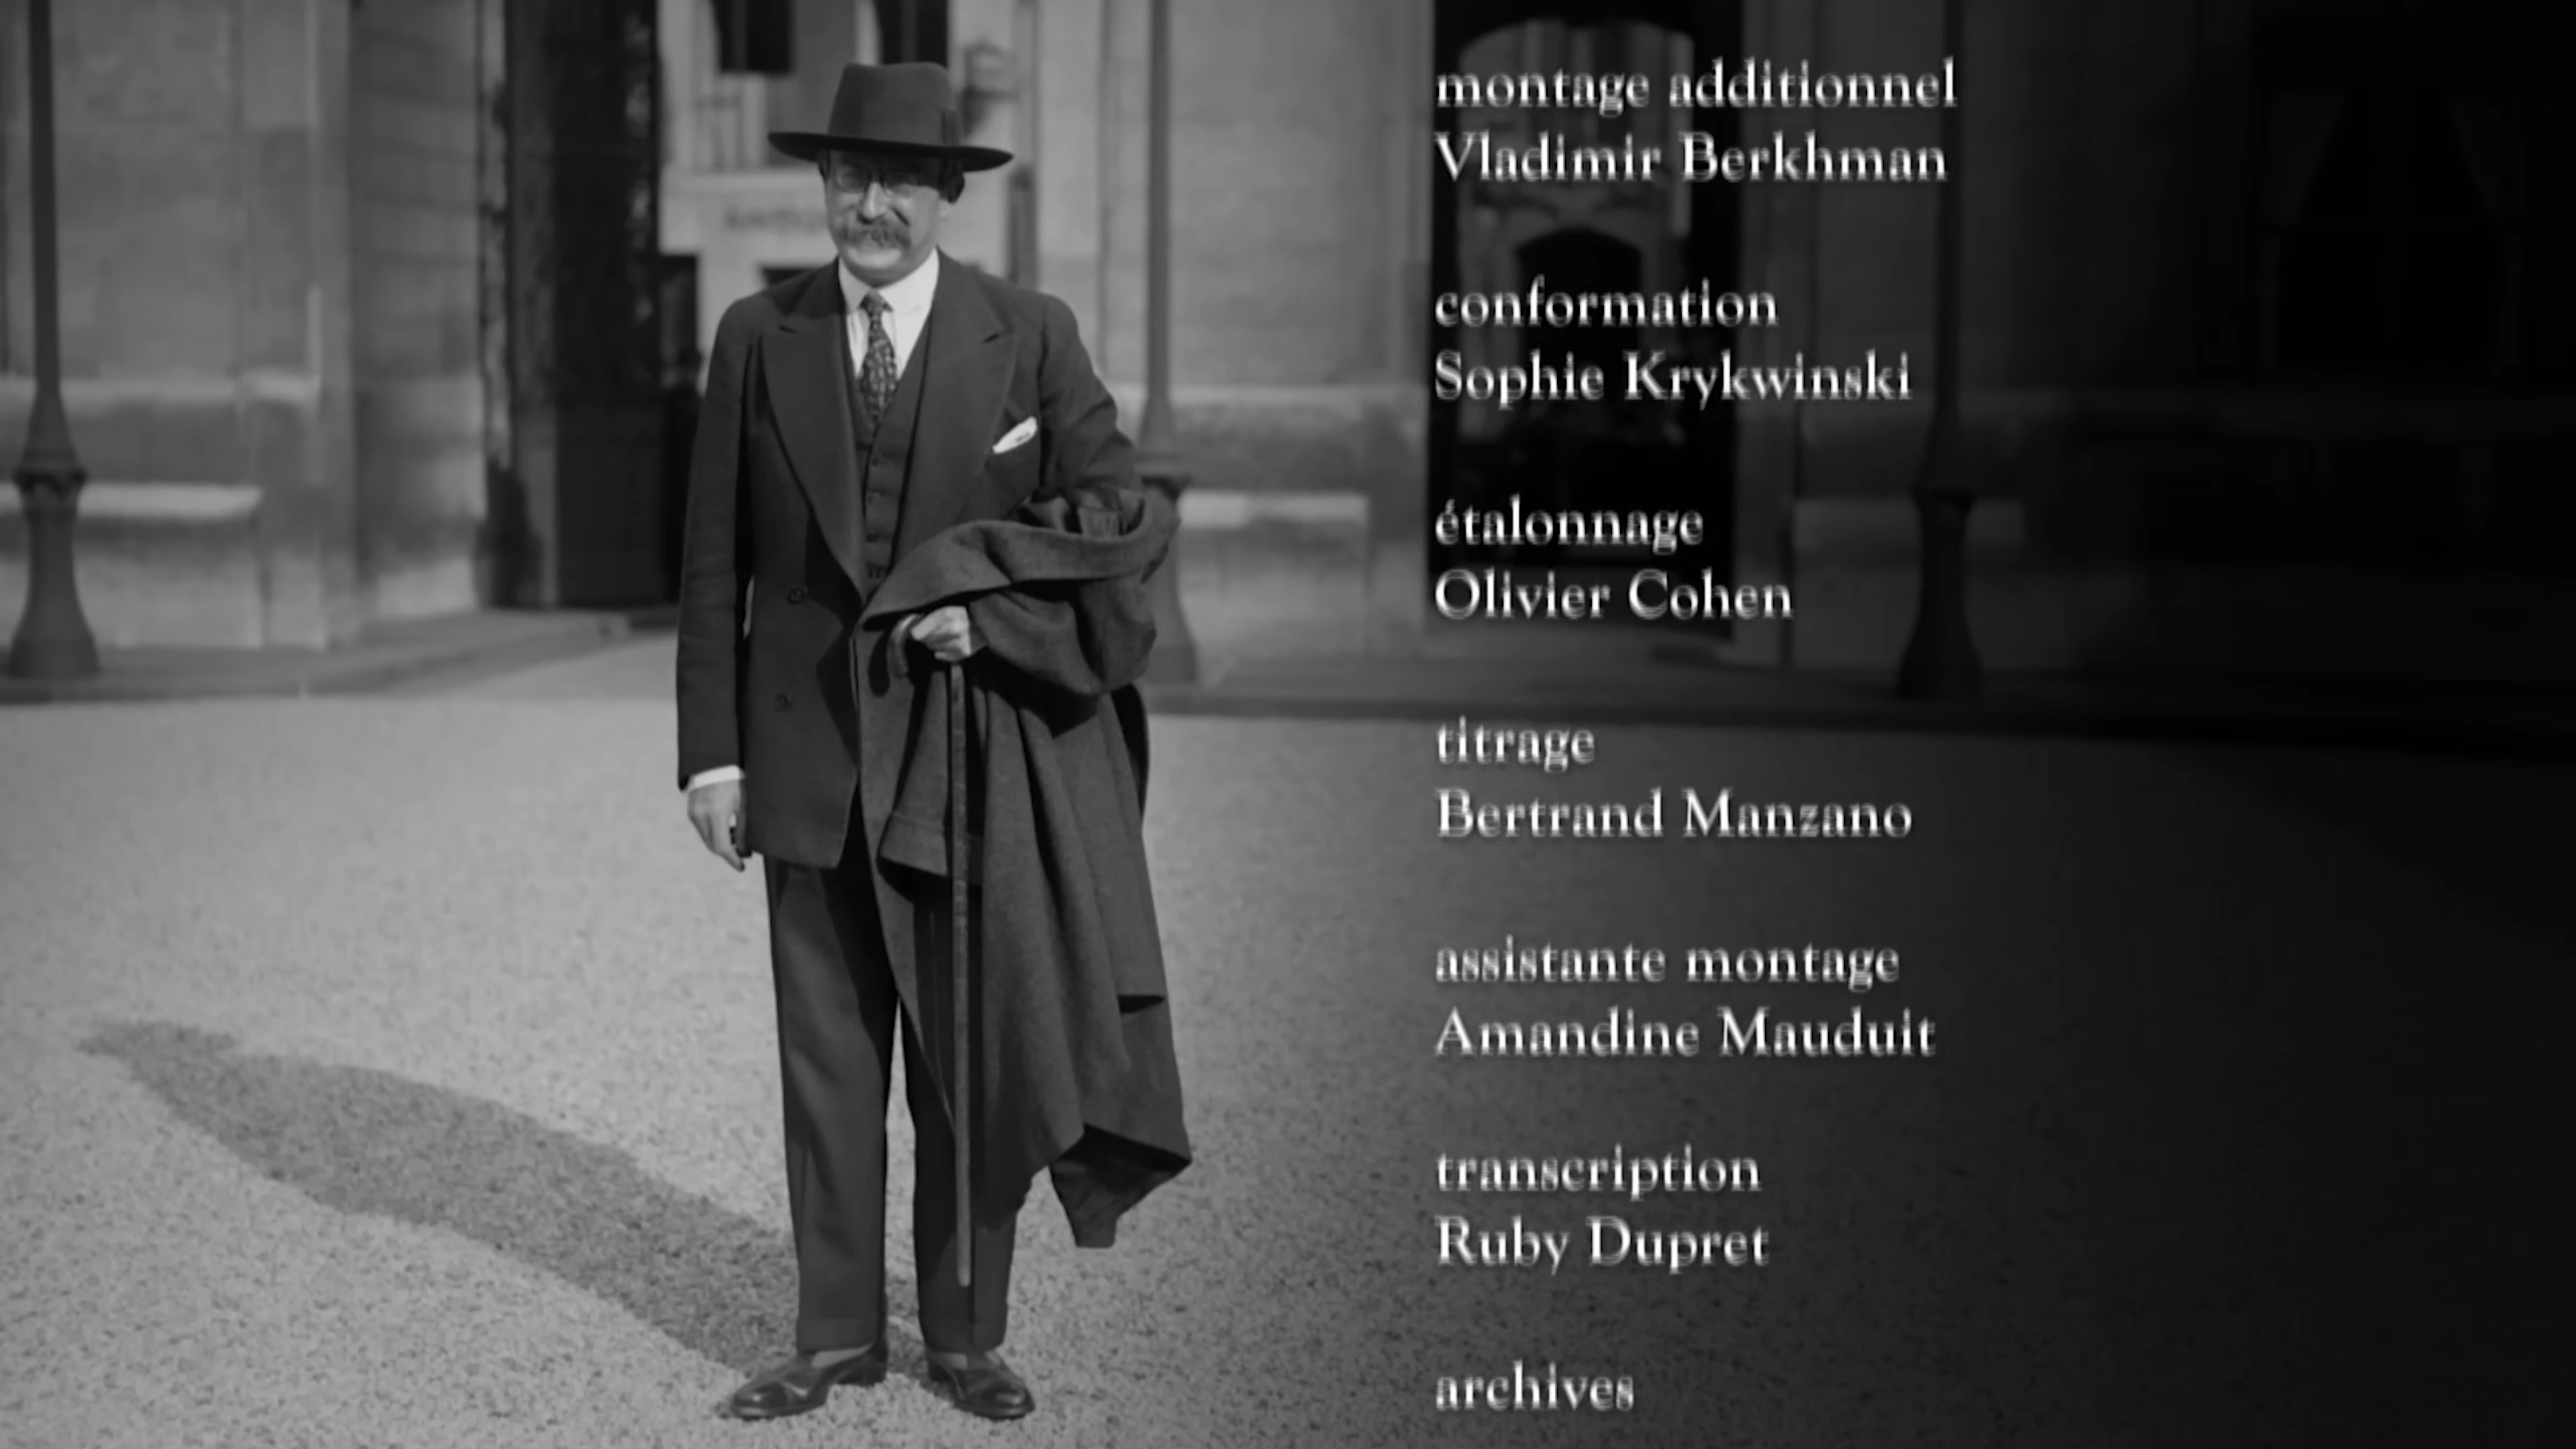 montage additionnel
Vladimir Berkhman
conformation
Sophie Krykwinski
étalonnage
Olivier Cohen
titrage
Bertrand Manzano
assistante montage
Amandine Mauduit
transcription
Ruby Dupret
archives